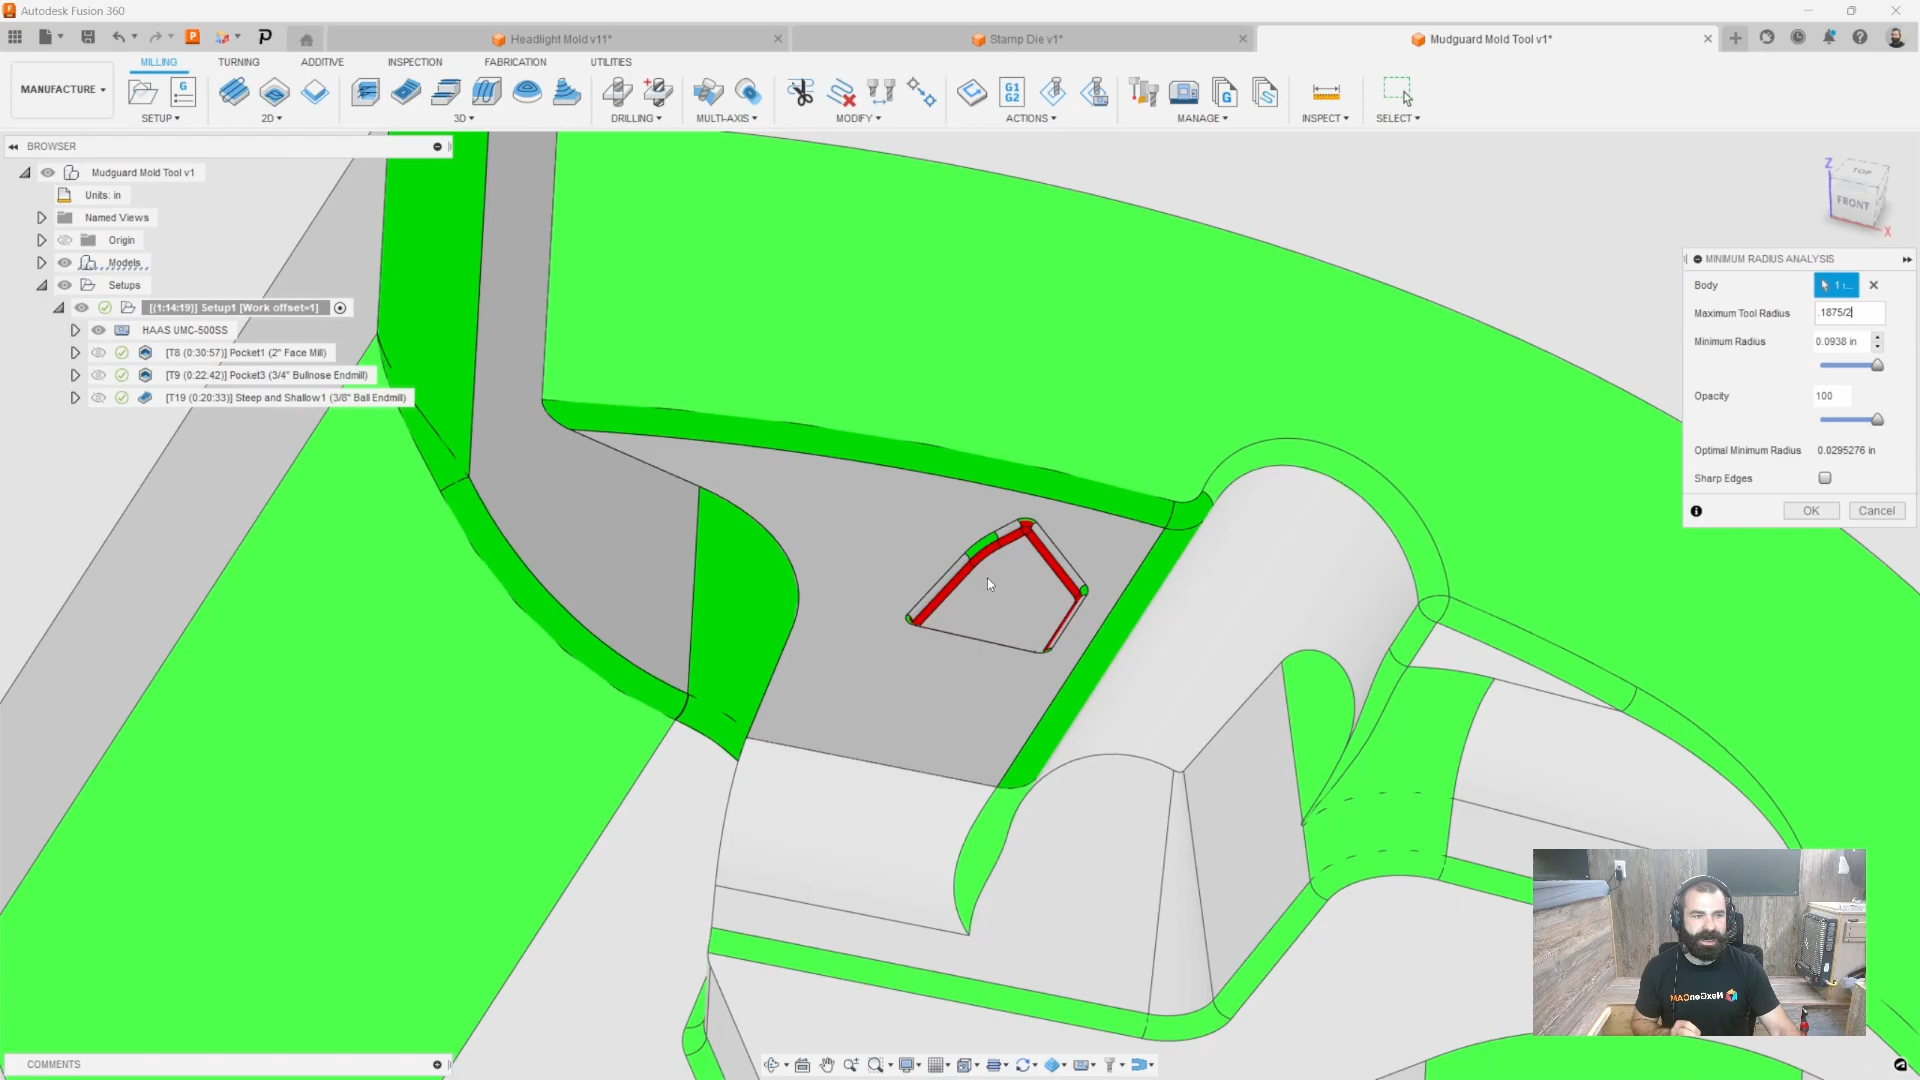 Autodesk Fusion 360
Headlight Mold v11*
Stamp Die v1*
Mudguard Mold Tool v1*
MILLING
TURNING
ADDITIVE
INSPECTION
FABRICATION
UTILITIES
MANUFACTURE
G
G1
G2
G
SETUP
2D
3D
DRILLING
MULTI-AXIS
MODIFY
ACTIONS
MANAGE
INSPECT
SELECT
BROWSER
Mudguard Mold Tool v1
Units: in
Named Views
Origin
Models
Setups
[(1:14:19)] Setup1 [Work offset=1]
HAAS UMC-500SS
[T8 (0:30:57)] Pocket1 (2" Face Mill)
[T9 (0:22:42)] Pocket3 (3/4" Bullnose Endmill)
[T19 (0:20:33)] Steep and Shallow1 (3/8" Ball Endmill)
Z
TOP
FRONT
X
MINIMUM RADIUS ANALYSIS
Body
1
Maximum Tool Radius
.1875/2
Minimum Radius
0.0938 in
Opacity
100
Optimal Minimum Radius
0.0295276 in
Sharp Edges
OK
Cancel
NexGenCAM
COMMENTS